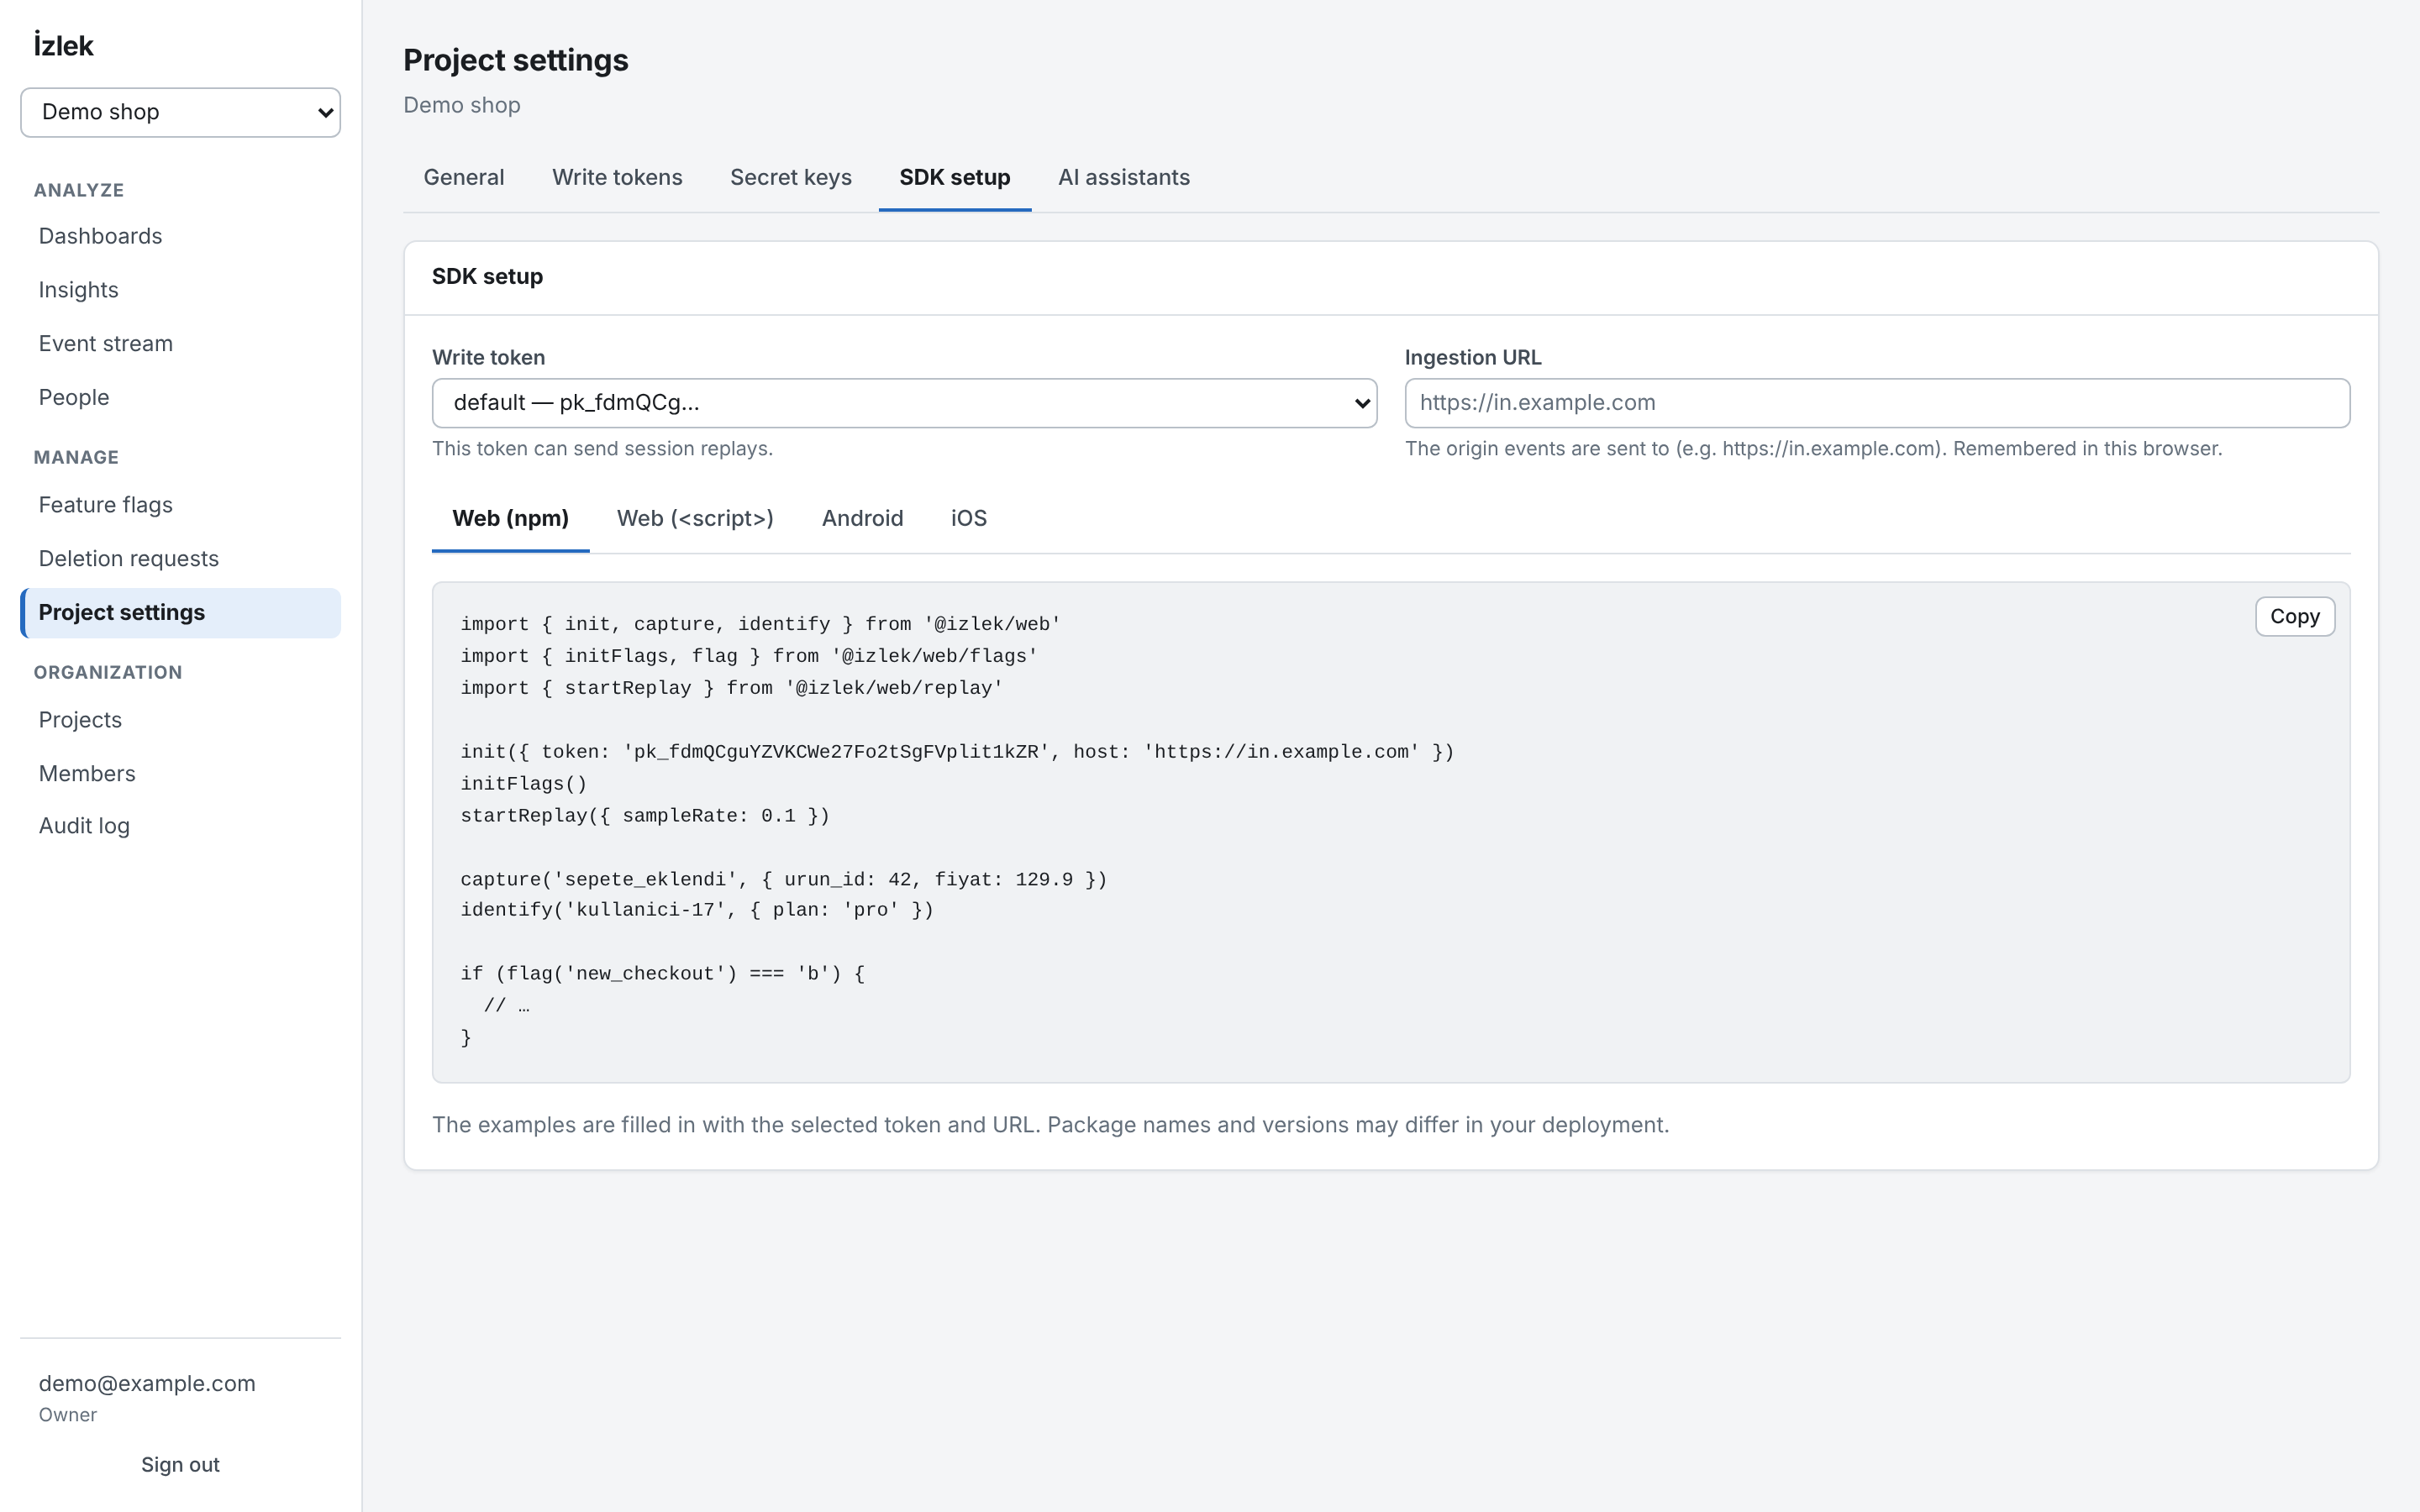 İzlek
Demo shop
ANALYZE
Dashboards
Insights
Event stream
People
MANAGE
Feature flags
Deletion requests
Project settings
ORGANIZATION
Projects
Members
Audit log
demo@example.com
Owner
Sign out
Project settings
Demo shop
General Write tokens Secret keys SDK setup AI assistants
SDK setup
Write token
default — pk_fdmQCg…
This token can send session replays.
Ingestion URL
https://in.example.com
The origin events are sent to (e.g. https://in.example.com). Remembered in this browser.
Web (npm) Web (<script>) Android iOS
Copy
import { init, capture, identify } from '@izlek/web'
import { initFlags, flag } from '@izlek/web/flags'
import { startReplay } from '@izlek/web/replay'
init({ token: 'pk_fdmQCguYZVKCWe27Fo2tSgFVplit1kZR', host: 'https://in.example.com' })
initFlags()
startReplay({ sampleRate: 0.1 })
capture('sepete_eklendi', { urun_id: 42, fiyat: 129.9 })
identify('kullanici-17', { plan: 'pro' })
if (flag('new_checkout') === 'b') {
  // …
}
The examples are filled in with the selected token and URL. Package names and versions may differ in your deployment.